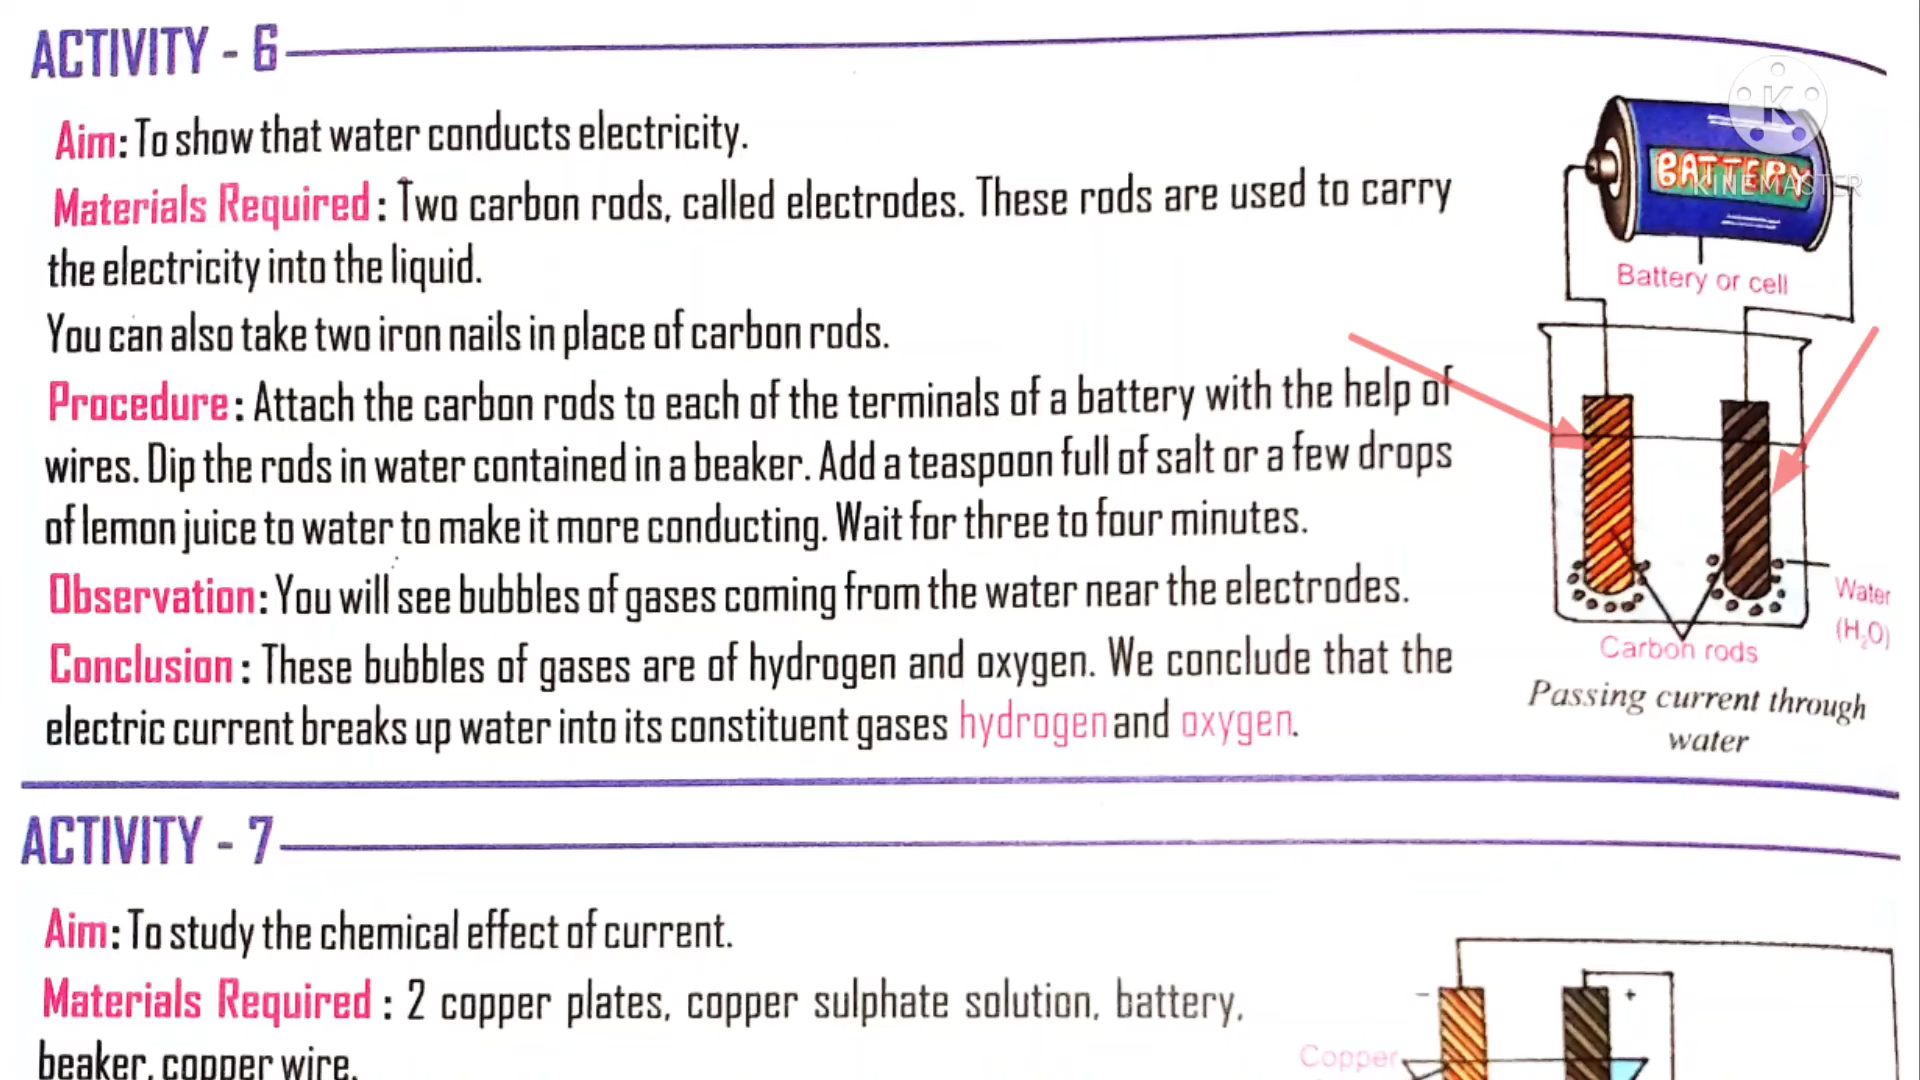 ACTIVITY - 6
Aim: To show that water conducts electricity.
Materials Required : Two carbon rods, called electrodes. These rods are used to carry
the electricity into the liquid.
You can also take two iron nails in place of carbon rods.
Procedure : Attach the carbon rods to each of the terminals of a battery with the help of
wires. Dip the rods in water contained in a beaker. Add a teaspoon full of salt or a few drops
of lemon juice to water to make it more conducting. Wait for three to four minutes.
Observation : You will see bubbles of gases coming from the water near the electrodes.
Conclusion : These bubbles of gases are of hydrogen and oxygen. We conclude that the
electric current breaks up water into its constituent gases hydrogen and oxygen.
K
BATTERY
KINEMASTER
Battery or cell
Water
(H₂O)
Carbon rods
Passing current through
water
ACTIVITY - 7
Aim : To study the chemical effect of current.
Materials Required : 2 copper plates, copper sulphate solution, battery,
beaker, copper wire.
− +
Copper